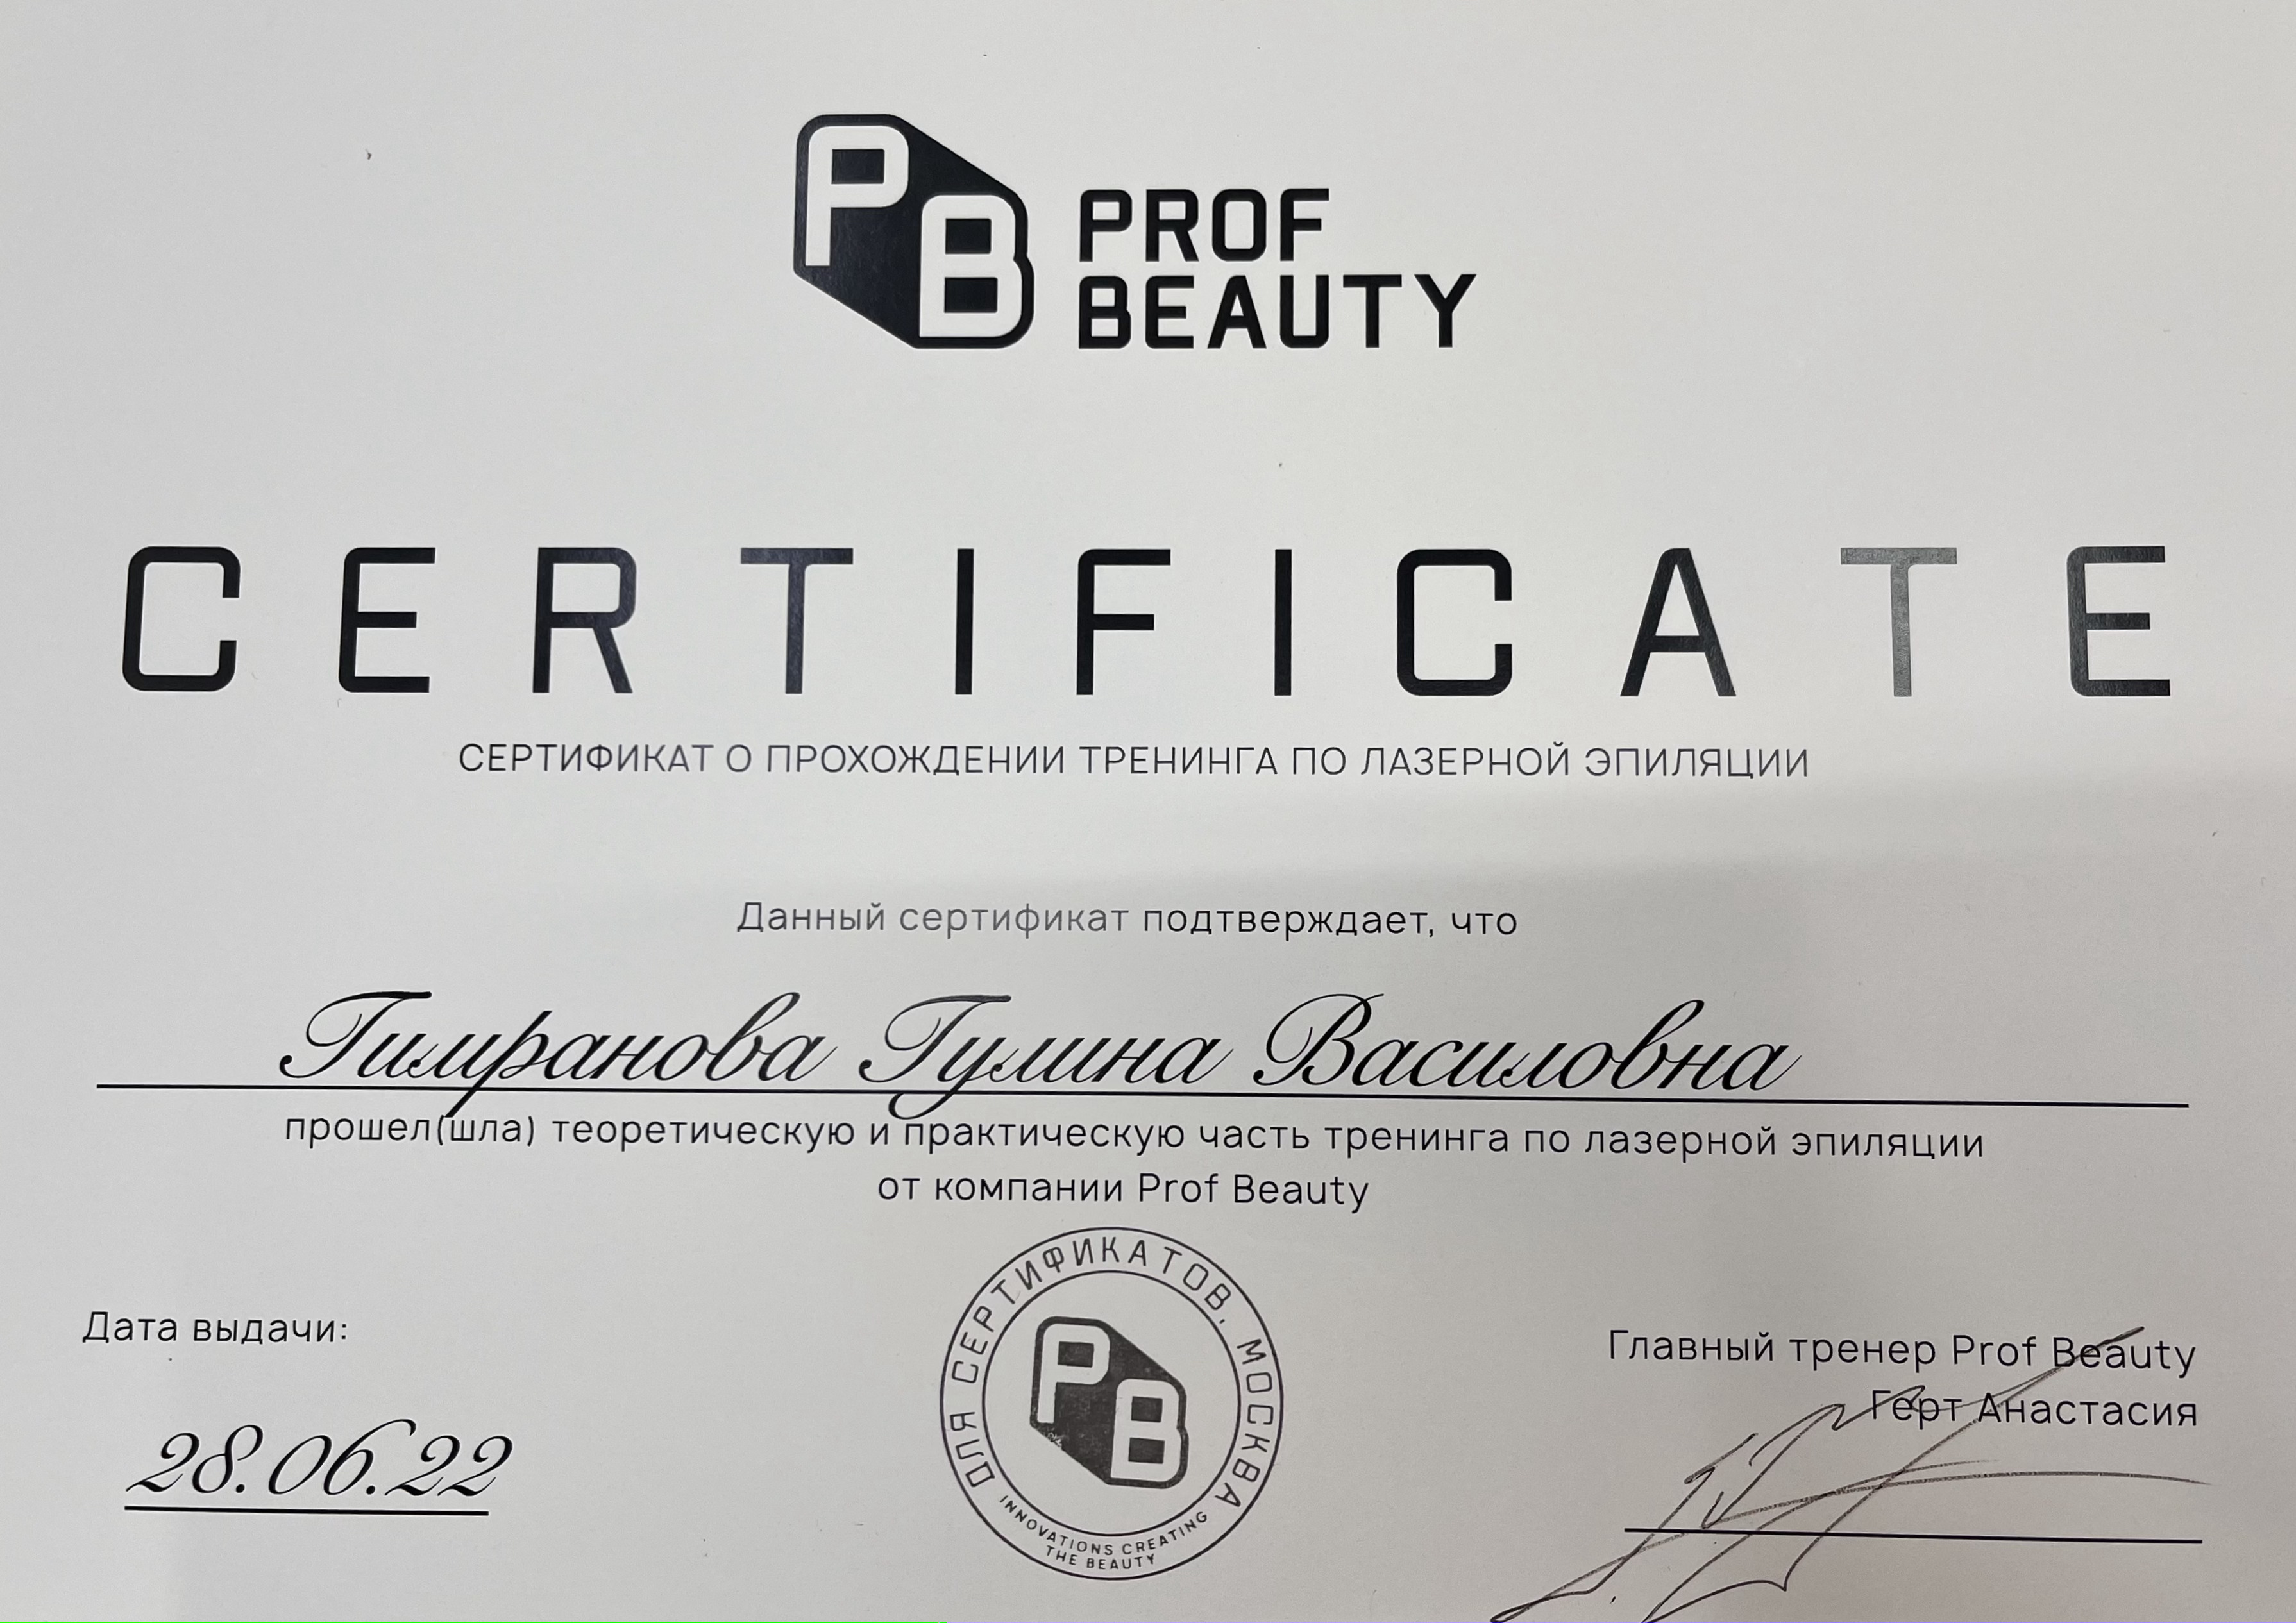 PB
PROF
BEAUTY
CERTIFICATE
СЕРТИФИКАТ О ПРОХОЖДЕНИИ ТРЕНИНГА ПО ЛАЗЕРНОЙ ЭПИЛЯЦИИ
Данный сертификат подтверждает, что
Гимранова Гулина Василовна
прошел(шла) теоретическую и практическую часть тренинга по лазерной эпиляции
от компании Prof Beauty
Дата выдачи:
28.06.22
ДЛЯ СЕРТИФИКАТОВ, МОСКВА
PB
INNOVATIONS CREATING
THE BEAUTY
Главный тренер Prof Beauty
Герт Анастасия